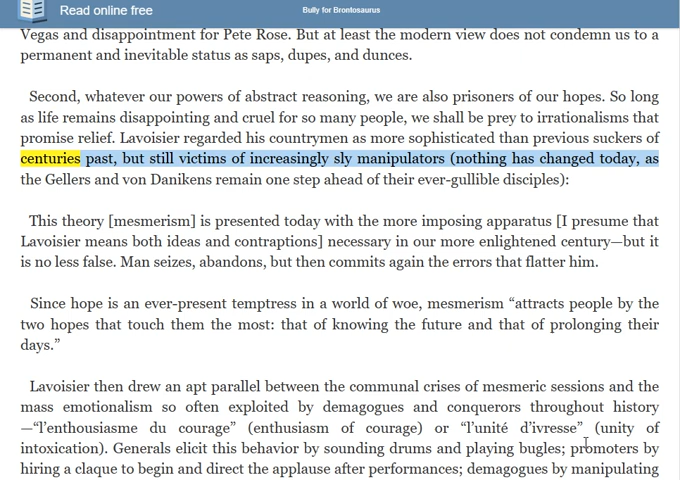 Read online free
Bully for Brontosaurus
Vegas and disappointment for Pete Rose. But at least the modern view does not condemn us to a
permanent and inevitable status as saps, dupes, and dunces.
Second, whatever our powers of abstract reasoning, we are also prisoners of our hopes. So long
as life remains disappointing and cruel for so many people, we shall be prey to irrationalisms that
promise relief. Lavoisier regarded his countrymen as more sophisticated than previous suckers of
centuries past, but still victims of increasingly sly manipulators (nothing has changed today, as
the Gellers and von Danikens remain one step ahead of their ever-gullible disciples):
This theory [mesmerism] is presented today with the more imposing apparatus [I presume that
Lavoisier means both ideas and contraptions] necessary in our more enlightened century—but it
is no less false. Man seizes, abandons, but then commits again the errors that flatter him.
Since hope is an ever-present temptress in a world of woe, mesmerism “attracts people by the
two hopes that touch them the most: that of knowing the future and that of prolonging their
days.”
Lavoisier then drew an apt parallel between the communal crises of mesmeric sessions and the
mass emotionalism so often exploited by demagogues and conquerors throughout history
—“l’enthousiasme du courage” (enthusiasm of courage) or “l’unité d’ivresse” (unity of
intoxication). Generals elicit this behavior by sounding drums and playing bugles; promoters by
hiring a claque to begin and direct the applause after performances; demagogues by manipulating